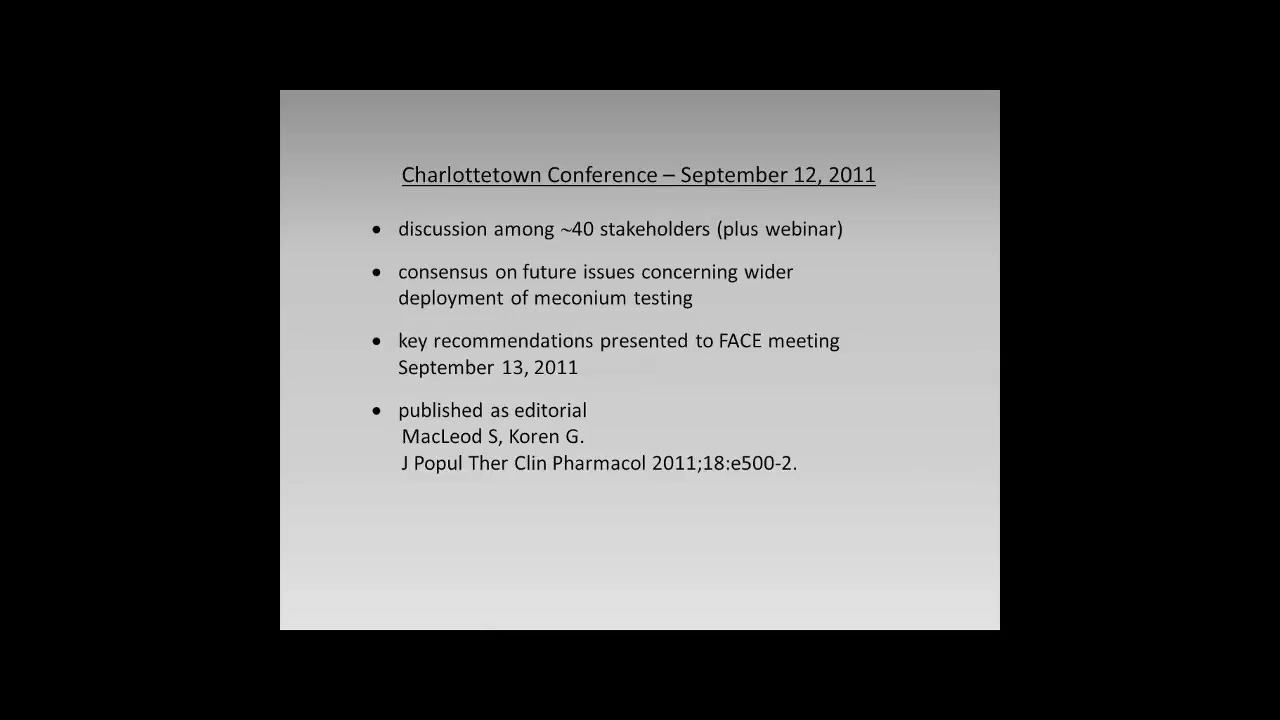 Charlottetown Conference – September 12, 2011
• discussion among ~40 stakeholders (plus webinar)
• consensus on future issues concerning wider
deployment of meconium testing
• key recommendations presented to FACE meeting
September 13, 2011
• published as editorial
MacLeod S, Koren G.
J Popul Ther Clin Pharmacol 2011;18:e500-2.